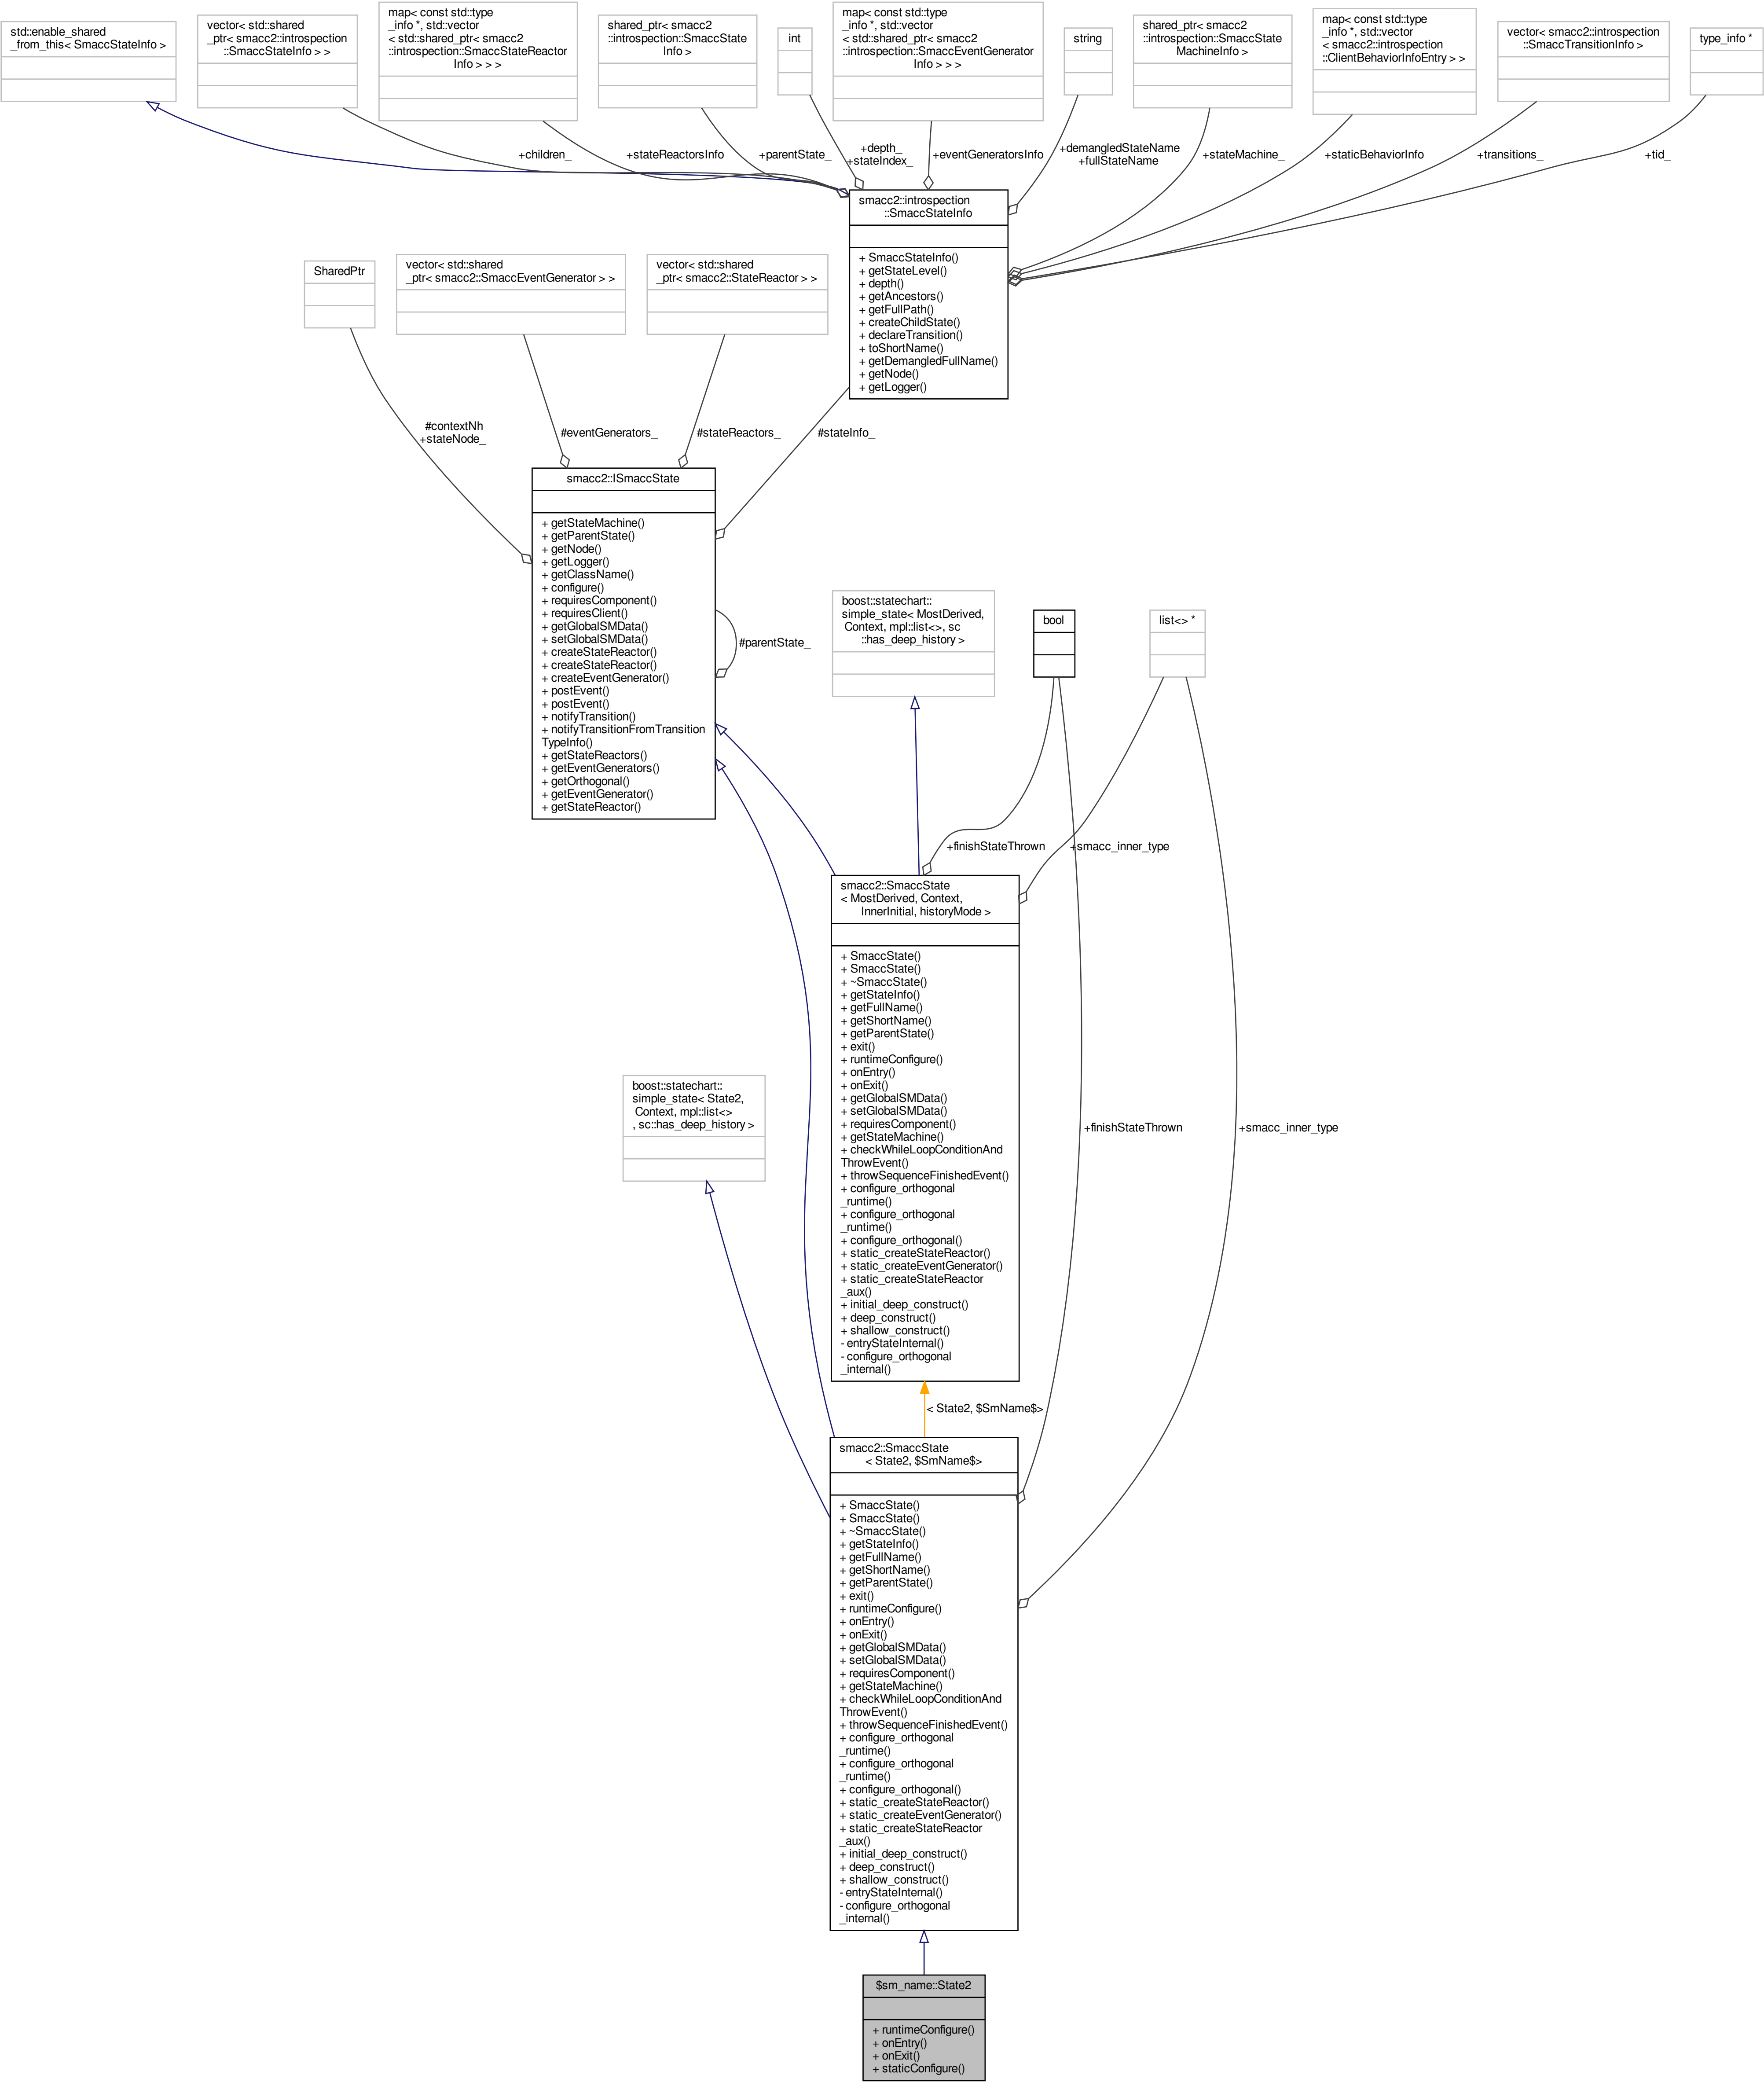 std::enable_shared
_from_this< SmaccStateInfo >
vector< std::shared
_ptr< smacc2::introspection
::SmaccStateInfo > >
map< const std::type
_info *, std::vector
< std::shared_ptr< smacc2
::introspection::SmaccStateReactor
Info > > >
shared_ptr< smacc2
::introspection::SmaccState
Info >
int
map< const std::type
_info *, std::vector
< std::shared_ptr< smacc2
::introspection::SmaccEventGenerator
Info > > >
string
shared_ptr< smacc2
::introspection::SmaccState
MachineInfo >
map< const std::type
_info *, std::vector
< smacc2::introspection
::ClientBehaviorInfoEntry > >
vector< smacc2::introspection
::SmaccTransitionInfo >
type_info *
+children_
+stateReactorsInfo
+parentState_
+depth_
+stateIndex_
+eventGeneratorsInfo
+demangledStateName
+fullStateName
+stateMachine_
+staticBehaviorInfo
+transitions_
+tid_
smacc2::introspection
::SmaccStateInfo
+ SmaccStateInfo()
+ getStateLevel()
+ depth()
+ getAncestors()
+ getFullPath()
+ createChildState()
+ declareTransition()
+ toShortName()
+ getDemangledFullName()
+ getNode()
+ getLogger()
SharedPtr
vector< std::shared
_ptr< smacc2::SmaccEventGenerator > >
vector< std::shared
_ptr< smacc2::StateReactor > >
#contextNh
+stateNode_
#eventGenerators_
#stateReactors_
#stateInfo_
smacc2::ISmaccState
+ getStateMachine()
+ getParentState()
+ getNode()
+ getLogger()
+ getClassName()
+ configure()
+ requiresComponent()
+ requiresClient()
+ getGlobalSMData()
+ setGlobalSMData()
+ createStateReactor()
+ createStateReactor()
+ createEventGenerator()
+ postEvent()
+ postEvent()
+ notifyTransition()
+ notifyTransitionFromTransition
TypeInfo()
+ getStateReactors()
+ getEventGenerators()
+ getOrthogonal()
+ getEventGenerator()
+ getStateReactor()
#parentState_
boost::statechart::
simple_state< MostDerived,
Context, mpl::list<>, sc
::has_deep_history >
bool
list<> *
+finishStateThrown
+smacc_inner_type
smacc2::SmaccState
< MostDerived, Context,
InnerInitial, historyMode >
+ SmaccState()
+ SmaccState()
+ ~SmaccState()
+ getStateInfo()
+ getFullName()
+ getShortName()
+ getParentState()
+ exit()
+ runtimeConfigure()
+ onEntry()
+ onExit()
+ getGlobalSMData()
+ setGlobalSMData()
+ requiresComponent()
+ getStateMachine()
+ checkWhileLoopConditionAnd
ThrowEvent()
+ throwSequenceFinishedEvent()
+ configure_orthogonal
_runtime()
+ configure_orthogonal
_runtime()
+ configure_orthogonal()
+ static_createStateReactor()
+ static_createEventGenerator()
+ static_createStateReactor
_aux()
+ initial_deep_construct()
+ deep_construct()
+ shallow_construct()
- entryStateInternal()
- configure_orthogonal
_internal()
boost::statechart::
simple_state< State2,
Context, mpl::list<>
, sc::has_deep_history >
+finishStateThrown
+smacc_inner_type
< State2, $SmName$>
smacc2::SmaccState
< State2, $SmName$>
+ SmaccState()
+ SmaccState()
+ ~SmaccState()
+ getStateInfo()
+ getFullName()
+ getShortName()
+ getParentState()
+ exit()
+ runtimeConfigure()
+ onEntry()
+ onExit()
+ getGlobalSMData()
+ setGlobalSMData()
+ requiresComponent()
+ getStateMachine()
+ checkWhileLoopConditionAnd
ThrowEvent()
+ throwSequenceFinishedEvent()
+ configure_orthogonal
_runtime()
+ configure_orthogonal
_runtime()
+ configure_orthogonal()
+ static_createStateReactor()
+ static_createEventGenerator()
+ static_createStateReactor
_aux()
+ initial_deep_construct()
+ deep_construct()
+ shallow_construct()
- entryStateInternal()
- configure_orthogonal
_internal()
$sm_name::State2
+ runtimeConfigure()
+ onEntry()
+ onExit()
+ staticConfigure()